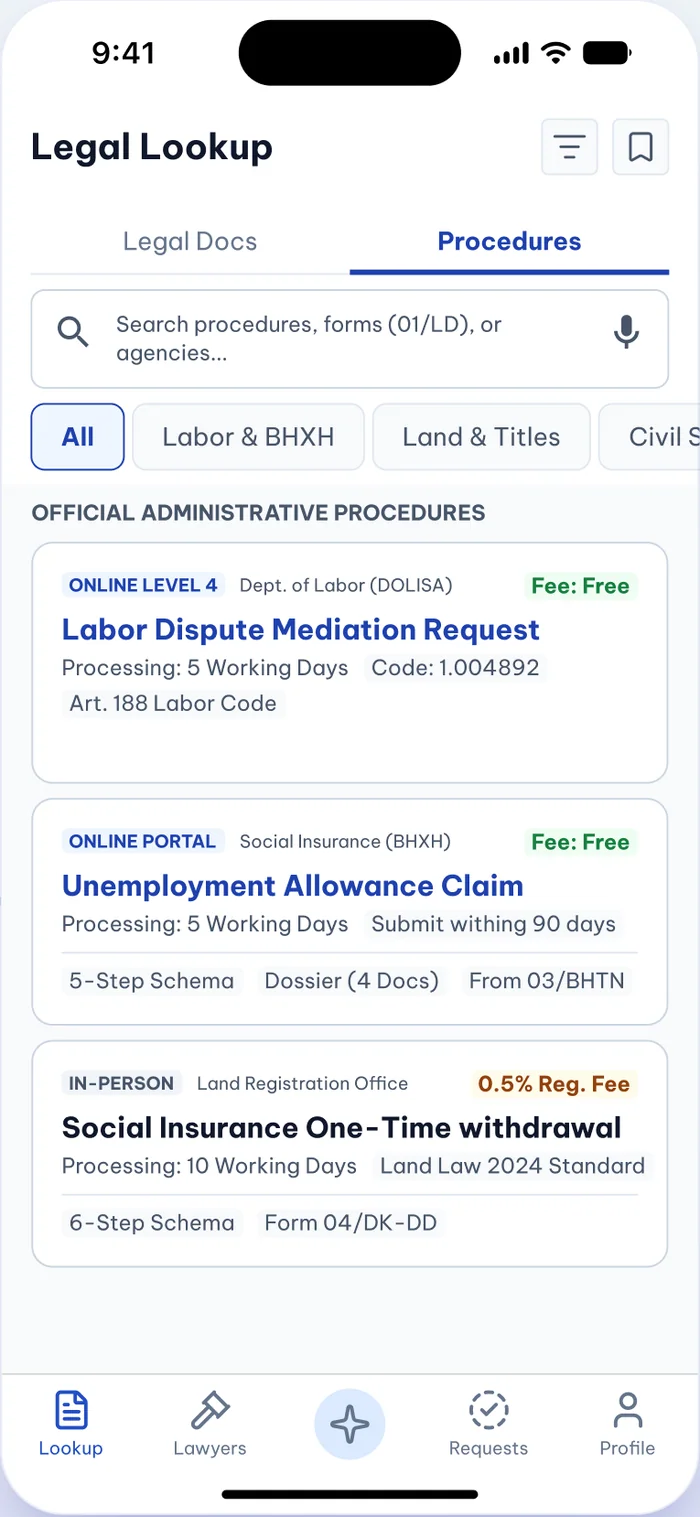 9:41
Legal Lookup
Legal Docs
Procedures
Search procedures, forms (01/LD), or
agencies...
All
Labor & BHXH
Land & Titles
Civil S
OFFICIAL ADMINISTRATIVE PROCEDURES
ONLINE LEVEL 4 Dept. of Labor (DOLISA) Fee: Free
Labor Dispute Mediation Request
Processing: 5 Working Days Code: 1.004892
Art. 188 Labor Code
ONLINE PORTAL Social Insurance (BHXH) Fee: Free
Unemployment Allowance Claim
Processing: 5 Working Days Submit withing 90 days
5-Step Schema Dossier (4 Docs) From 03/BHTN
IN-PERSON Land Registration Office 0.5% Reg. Fee
Social Insurance One-Time withdrawal
Processing: 10 Working Days Land Law 2024 Standard
6-Step Schema Form 04/DK-DD
Lookup
Lawyers
Requests
Profile